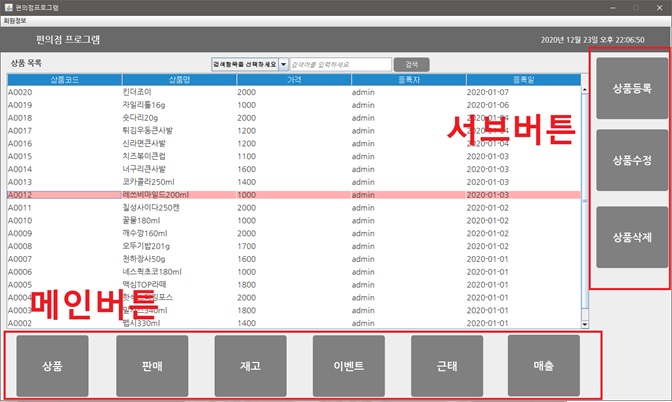 편의점프로그램
회원정보
편의점 프로그램
2020년 12월 23일 오후 22:06:50
상품 목록
검색항목을 선택하세요
검색어를 입력하세요
검색
상품코드 상품명 가격 등록자 등록일
A0020 킨더조이 2000 admin 2020-01-07
A0019 자일리톨16g 1000 admin 2020-01-06
A0018 숏다리20g 2000 admin 2020-01-04
A0017 튀김우동큰사발 1200 admin
A0016 신라면큰사발 1200 admin
A0015 치즈볶이큰컵 1100 admin 2020-01-03
A0014 너구리큰사발 1600 admin 2020-01-03
A0013 코카콜라250ml 1400 admin 2020-01-03
A0012 레쓰비마일드200ml 1000 admin 2020-01-03
A0011 칠성사이다250캔 2000 admin 2020-01-02
A0010 꿀물180ml 1000 admin 2020-01-02
A0009 깨수깡160ml 2000 admin 2020-01-02
A0008 오뚜기밥201g 1700 admin 2020-01-02
A0007 천하장사50g 1600 admin 2020-01-02
A0006 네스퀵초코180ml 1000 admin 2020-01-01
A0005 맥심TOP라떼 1800 admin 2020-01-01
A0004 2000 admin 2020-01-01
A0003 1800 admin 2020-01-01
A0002 펩시330ml 1400 admin 2020-01-01
서브버튼
상품등록
상품수정
상품삭제
메인버튼
상품 판매 재고 이벤트 근태 매출